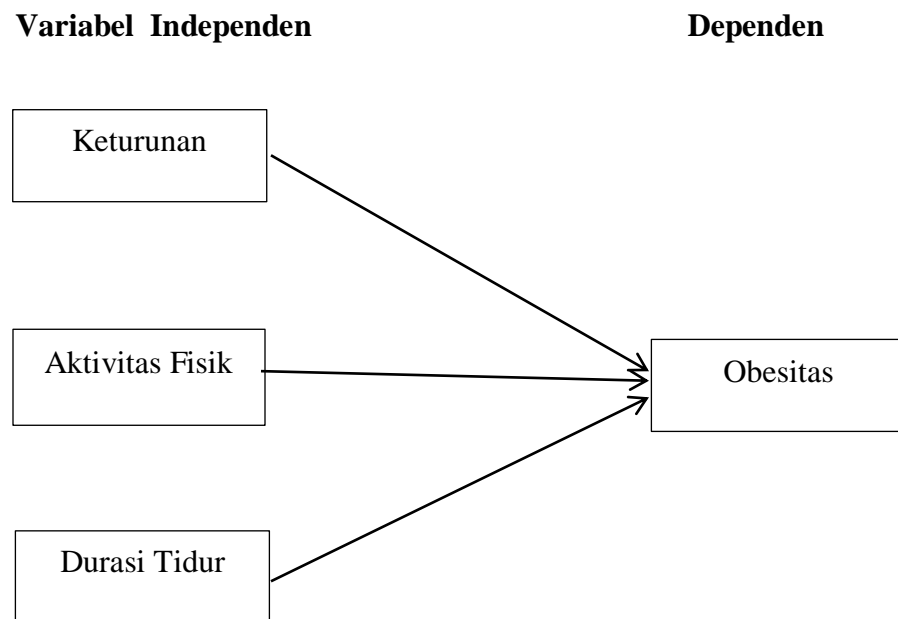 Variabel  Independen
Dependen
Keturunan
Aktivitas Fisik
Obesitas
Durasi Tidur